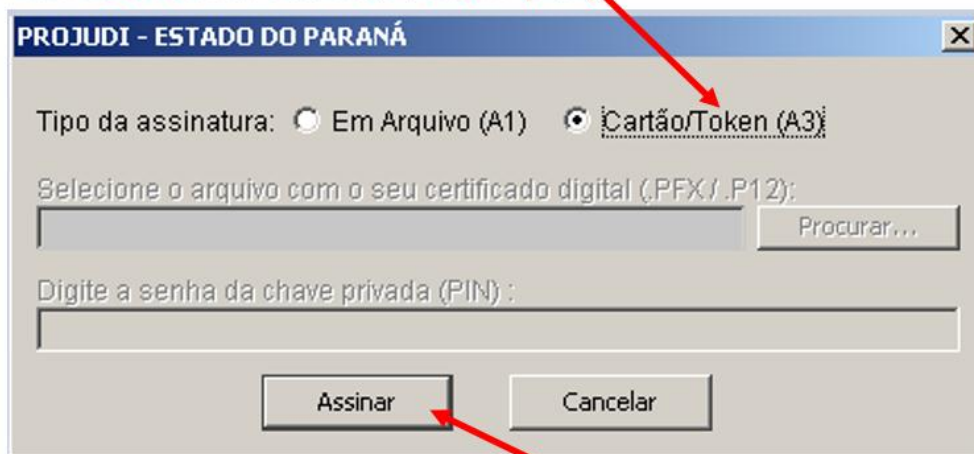 PROJUDI - ESTADO DO PARANÁ
Tipo da assinatura: Em Arquivo (A1) Cartão/Token (A3)
Selecione o arquivo com o seu certificado digital (.PFX / .P12):
Procurar...
Digite a senha da chave privada (PIN) :
Assinar Cancelar